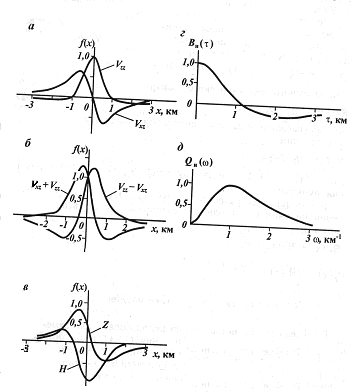 а
f(x)
1,0
V_zz
0,5
V_xz
-3 -1 0 1 3 x, км
б
f(x)
V_xz+V_zz
1,0
V_zz-V_xz
0,5
-2 -1 0 1 2 x, км
-0,5
в
f(x)
1,0
0,5
Z
-3 -1 0 1 3 x, км
H
г
B_н(τ)
1,0
0,5
0
1 2 3 τ, км
д
Q_н(ω)
1,0
0,5
0
1 2 3 ω, км⁻¹